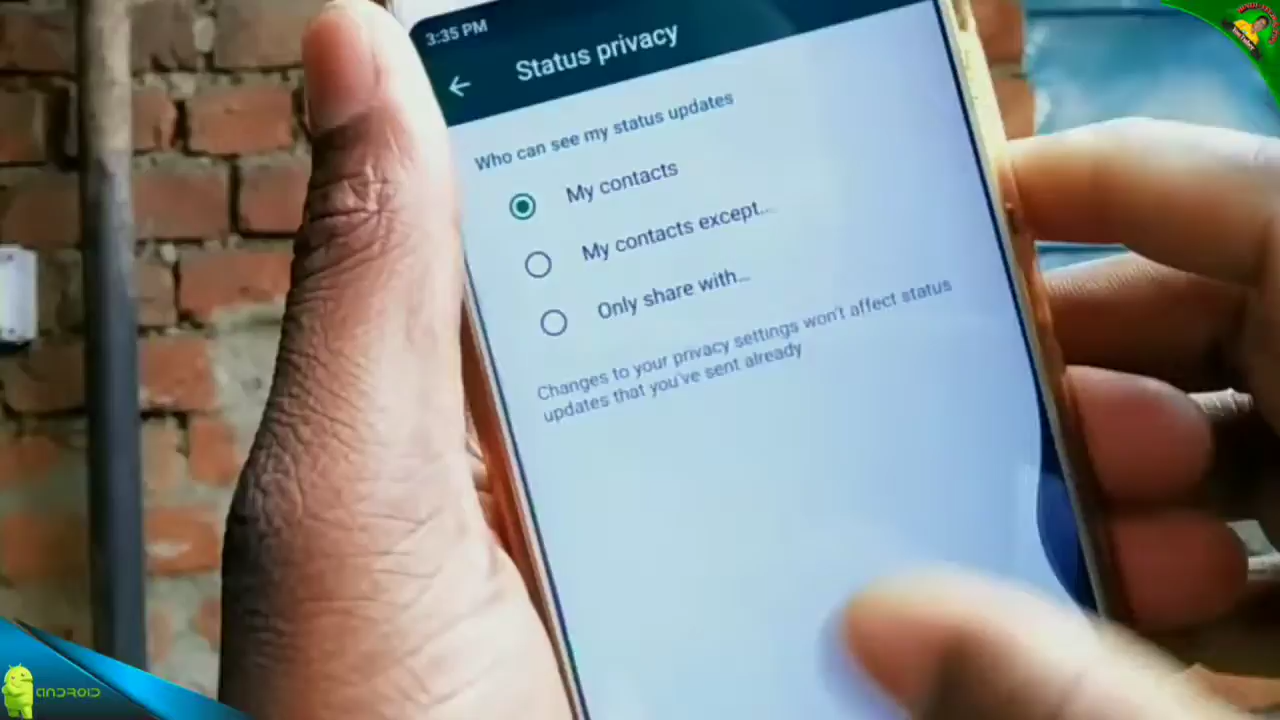 3:35 PM
Status privacy
Who can see my status updates
My contacts
My contacts except...
Only share with...
Changes to your privacy settings won't affect status
updates that you've sent already
ANDROID